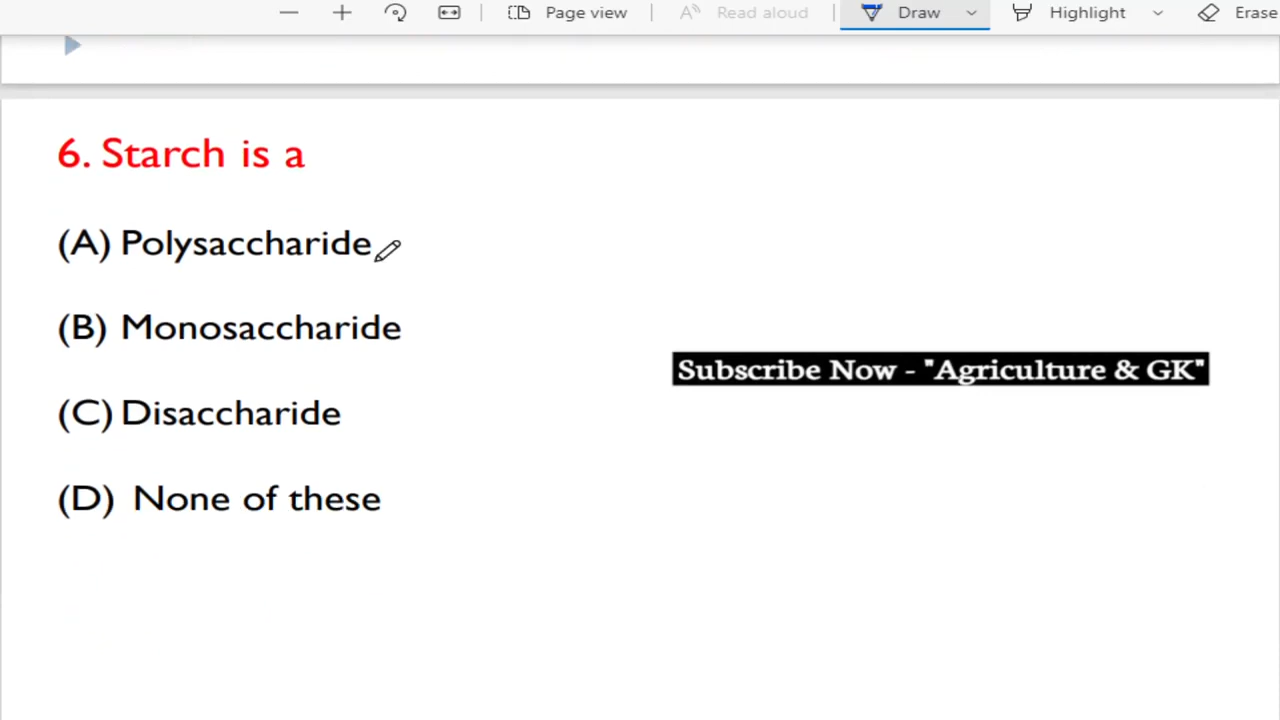 Page view
Read aloud
Draw
Highlight
Erase
6. Starch is a
(A) Polysaccharide
(B) Monosaccharide
Subscribe Now - "Agriculture & GK"
(C) Disaccharide
(D) None of these